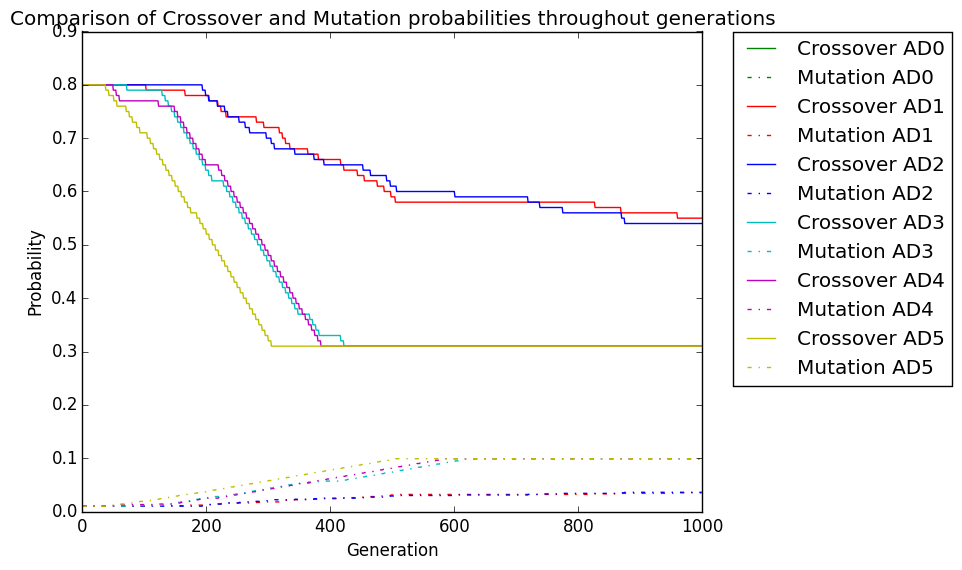 Comparison of Crossover and Mutation probabilities throughout generations
0.9
0.8
0.7
0.6
0.5
0.4
0.3
0.2
0.1
0.0
Probability
0 200 400 600 800 1000
Generation
Crossover AD0
Mutation AD0
Crossover AD1
Mutation AD1
Crossover AD2
Mutation AD2
Crossover AD3
Mutation AD3
Crossover AD4
Mutation AD4
Crossover AD5
Mutation AD5